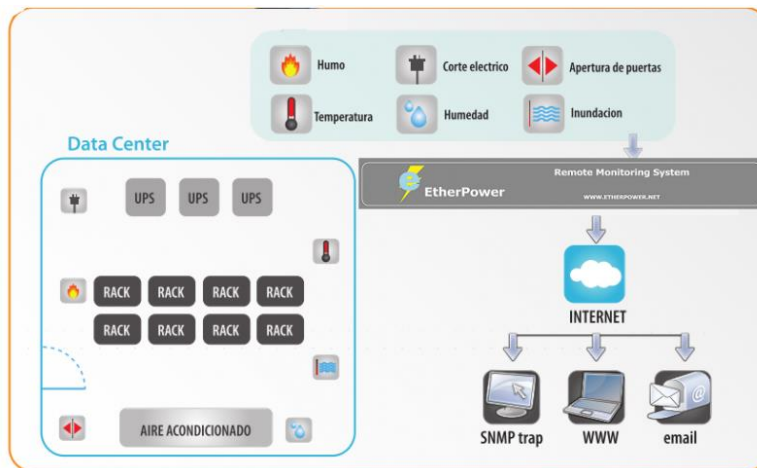 Humo
Corte electrico
Apertura de puertas
Temperatura
Humedad
Inundacion
Data Center
e
EtherPower
Remote Monitoring System
WWW.ETHERPOWER.NET
UPS UPS UPS
RACK RACK RACK RACK
RACK RACK RACK RACK
AIRE ACONDICIONADO
INTERNET
SNMP trap
WWW
email
@